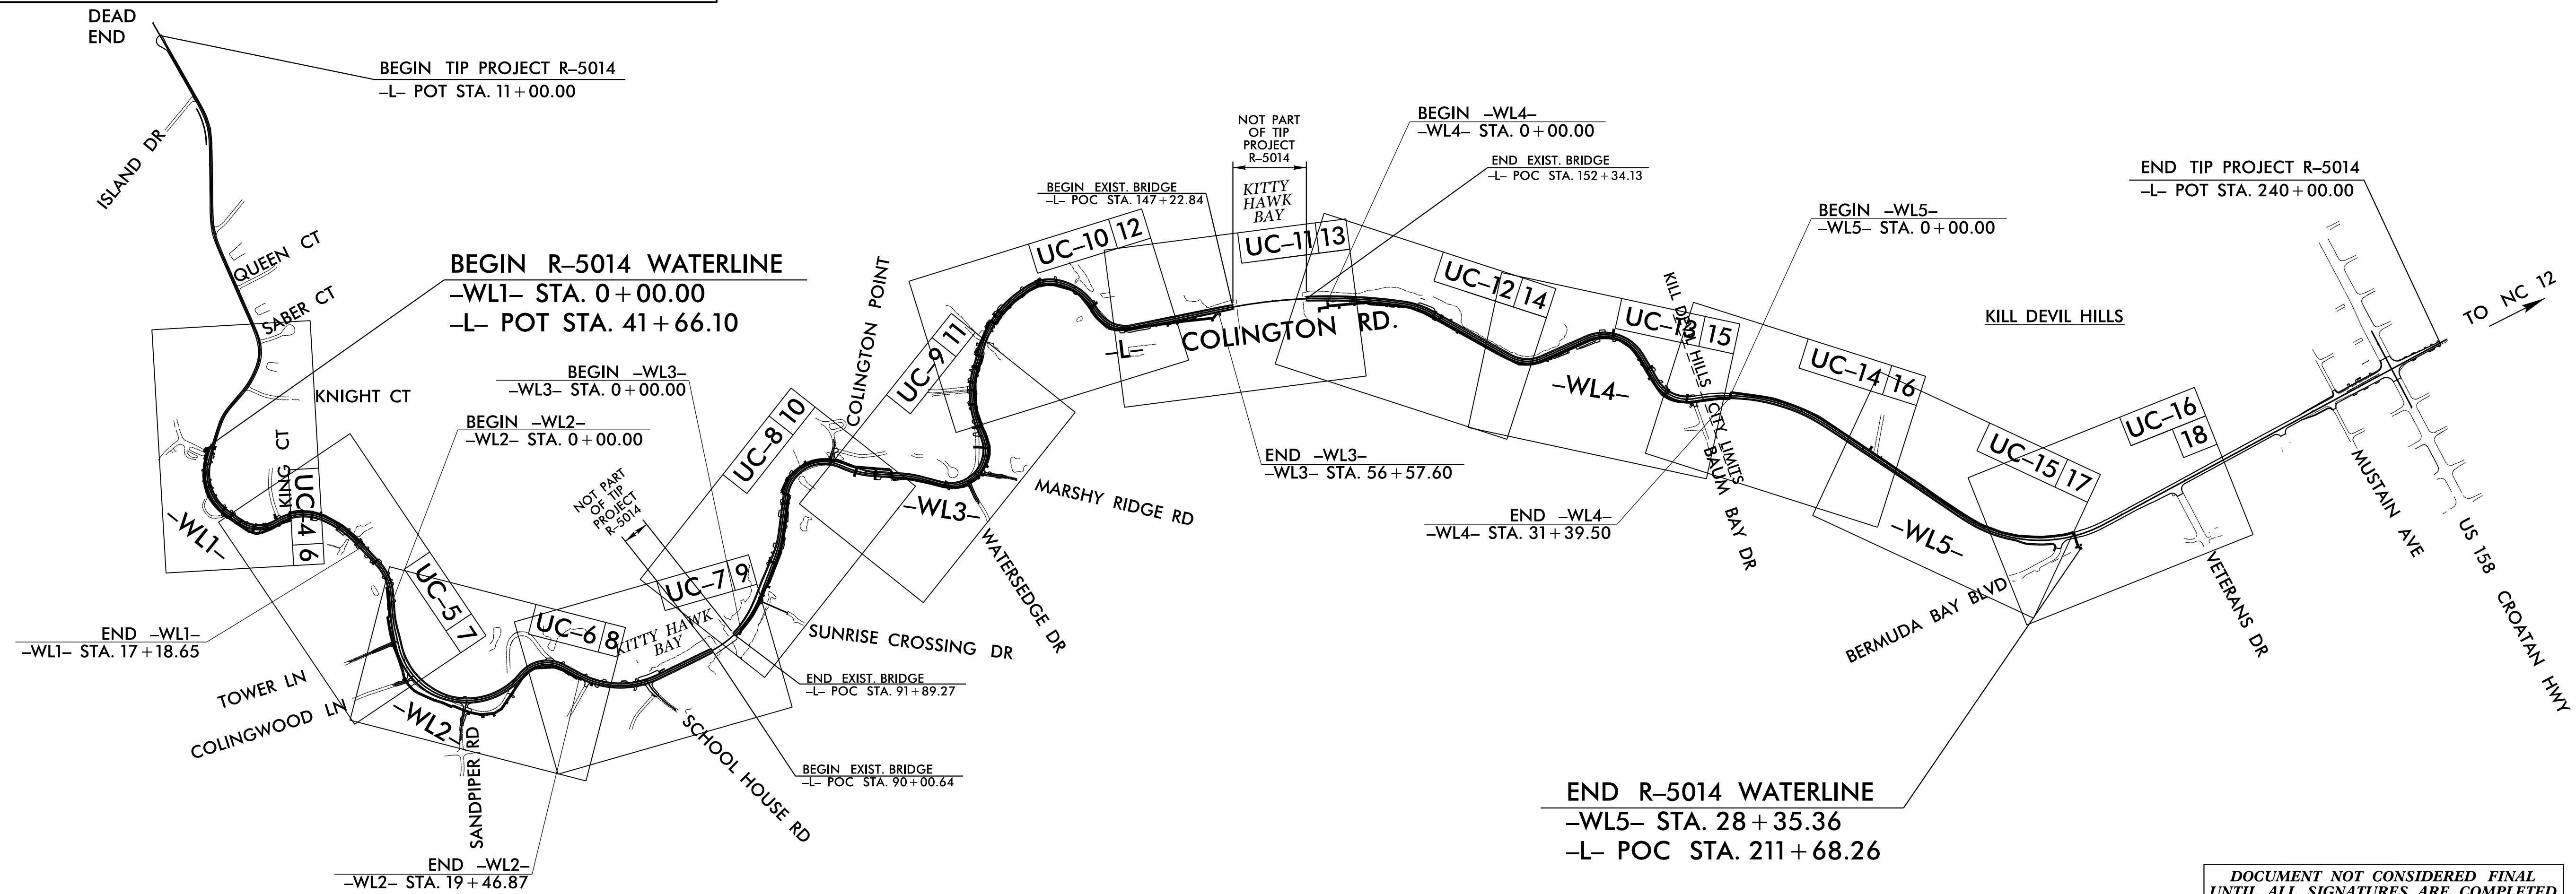 DEAD
END
BEGIN TIP PROJECT R–5014
–L– POT STA. 11+00.00
ISLAND DR
QUEEN CT
SABER CT
KNIGHT CT
KING CT
BEGIN R–5014 WATERLINE
–WL1– STA. 0+00.00
–L– POT STA. 41+66.10
BEGIN –WL3–
–WL3– STA. 0+00.00
BEGIN –WL2–
–WL2– STA. 0+00.00
UC–4 6
–WL1–
END –WL1–
–WL1– STA. 17+18.65
TOWER LN
COLINGWOOD LN
UC–5 7
–WL2–
SANDPIPER RD
END –WL2–
–WL2– STA. 19+46.87
UC–6 8
KITTY HAWK
BAY
NOT PART
OF TIP
PROJECT
R–5014
UC–7 9
SCHOOL HOUSE RD
BEGIN EXIST. BRIDGE
–L– POC STA. 90+00.64
END EXIST. BRIDGE
–L– POC STA. 91+89.27
SUNRISE CROSSING DR
UC–8 10
COLINGTON POINT
UC–9 11
–WL3–
MARSHY RIDGE RD
WATERSEDGE DR
UC–10 12
BEGIN EXIST. BRIDGE
–L– POC STA. 147+22.84
NOT PART
OF TIP
PROJECT
R–5014
KITTY
HAWK
BAY
UC–11 13
–L– COLINGTON RD.
END –WL3–
–WL3– STA. 56+57.60
BEGIN –WL4–
–WL4– STA. 0+00.00
END EXIST. BRIDGE
–L– POC STA. 152+34.13
UC–12 14
–WL4–
UC–13 15
KILL DEVIL HILLS CITY LIMITS
BAUM BAY DR
END –WL4–
–WL4– STA. 31+39.50
BEGIN –WL5–
–WL5– STA. 0+00.00
UC–14 16
–WL5–
UC–15 17
UC–16
18
KILL DEVIL HILLS
END TIP PROJECT R–5014
–L– POT STA. 240+00.00
TO NC 12
BERMUDA BAY BLVD
VETERANS DR
MUSTAIN AVE
US 158 CROATAN HWY
END R–5014 WATERLINE
–WL5– STA. 28+35.36
–L– POC STA. 211+68.26
DOCUMENT NOT CONSIDERED FINAL
UNTIL ALL SIGNATURES ARE COMPLETED